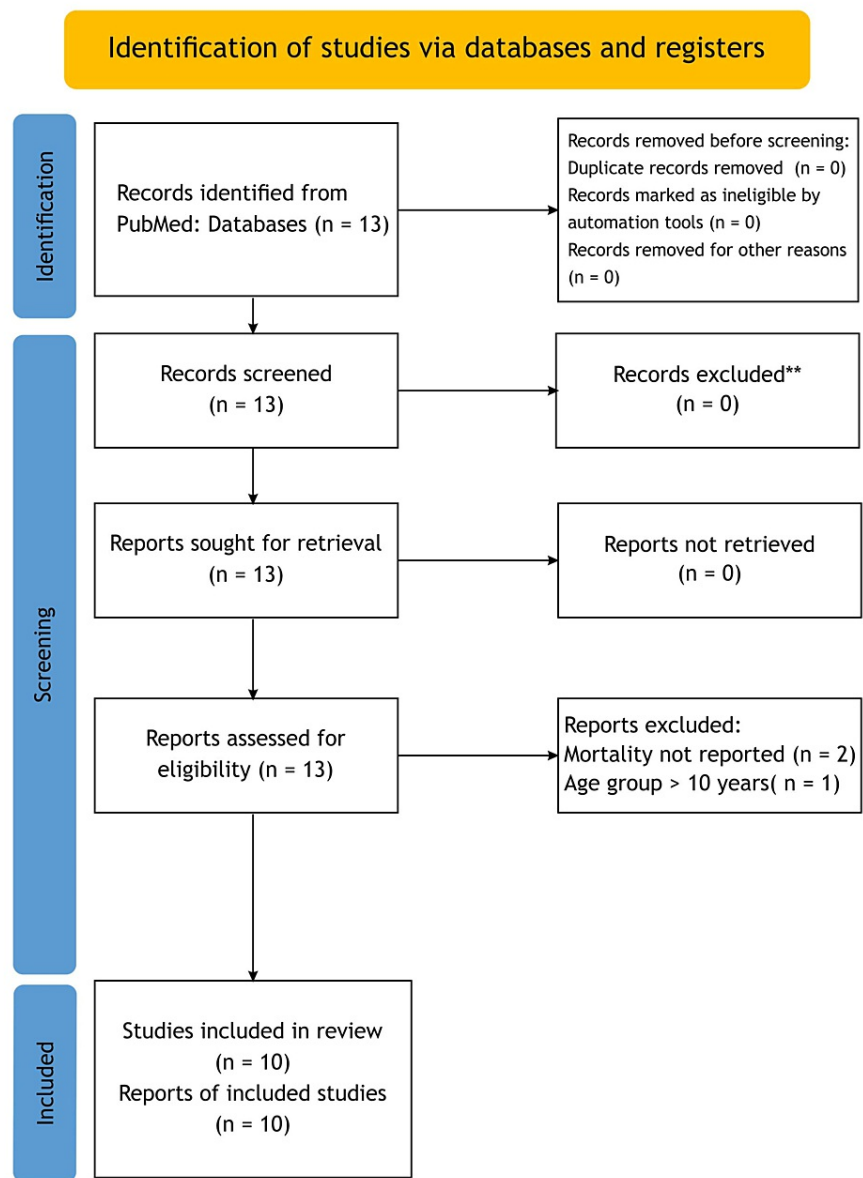 Identification of studies via databases and registers
Identification
Records identified from
PubMed: Databases (n = 13)
Records removed before screening:
Duplicate records removed (n = 0)
Records marked as ineligible by
automation tools (n = 0)
Records removed for other reasons
(n = 0)
Screening
Records screened
(n = 13)
Records excluded**
(n = 0)
Reports sought for retrieval
(n = 13)
Reports not retrieved
(n = 0)
Reports assessed for
eligibility (n = 13)
Reports excluded:
Mortality not reported (n = 2)
Age group > 10 years( n = 1)
Included
Studies included in review
(n = 10)
Reports of included studies
(n = 10)